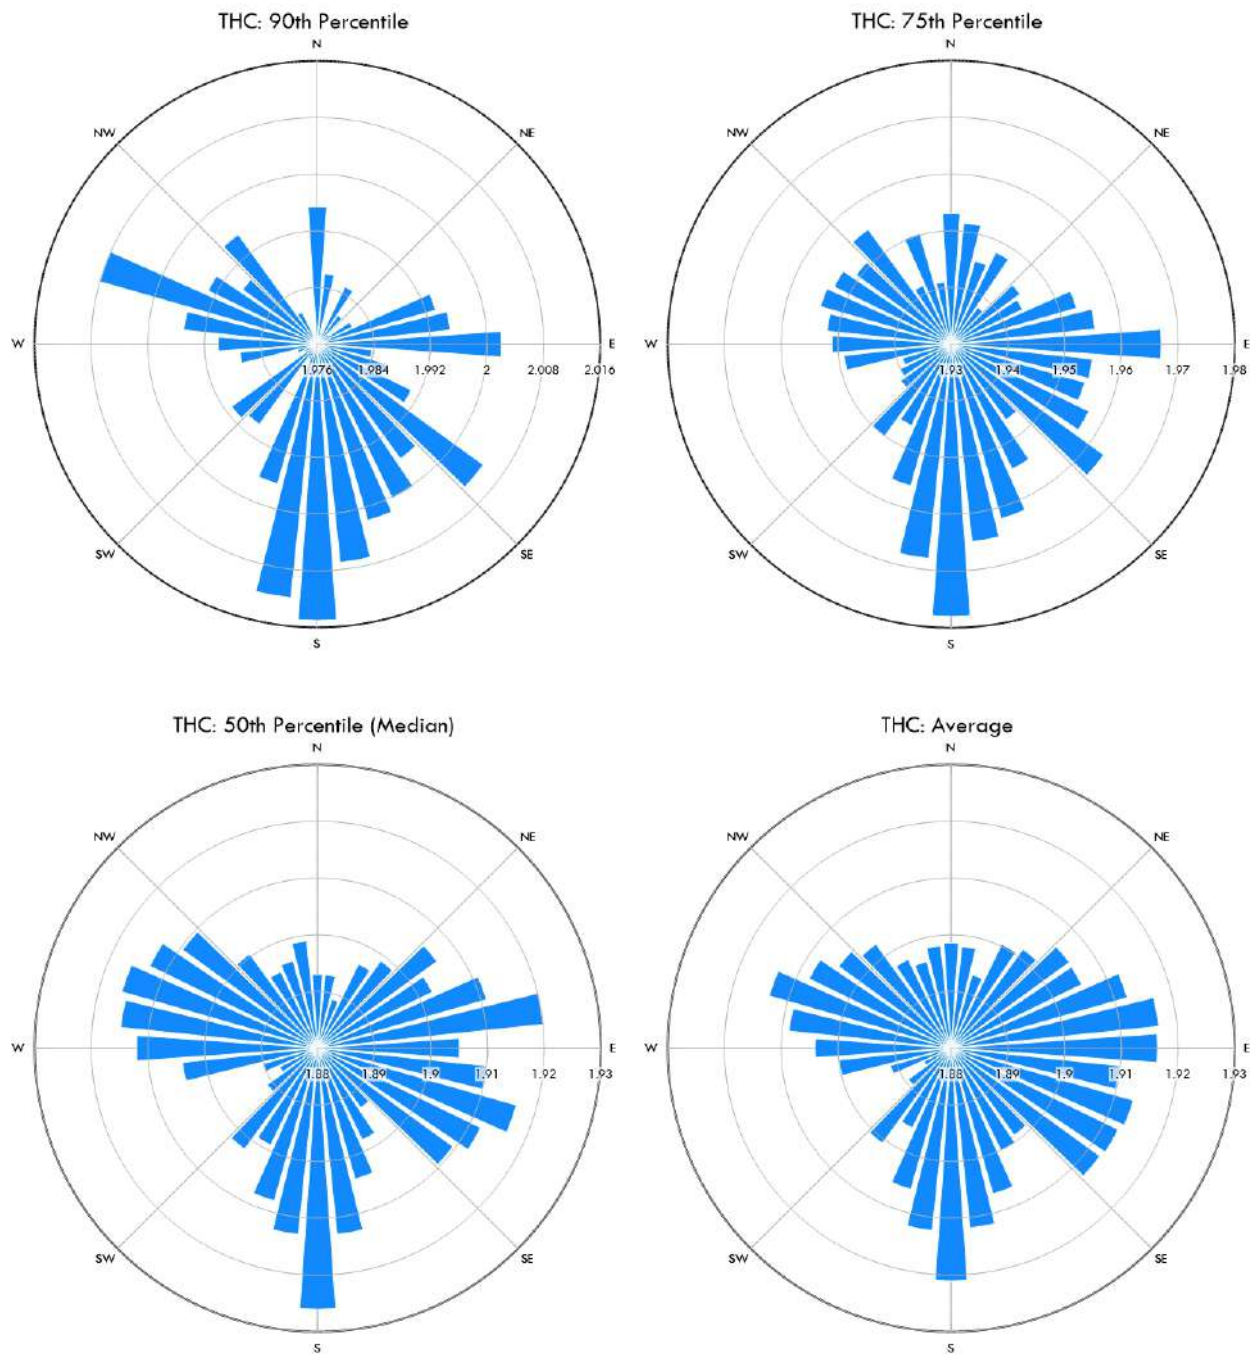 THC: 90th Percentile
N
NW
NE
W
E
1.976 1.984 1.992 2 2.008 2.016
SW
SE
S
THC: 75th Percentile
N
NW
NE
W
E
1.93 1.94 1.95 1.96 1.97 1.98
SW
SE
S
THC: 50th Percentile (Median)
N
NW
NE
W
E
1.88 1.89 1.9 1.91 1.92 1.93
SW
SE
S
THC: Average
N
NW
NE
W
E
1.88 1.89 1.9 1.91 1.92 1.93
SW
SE
S